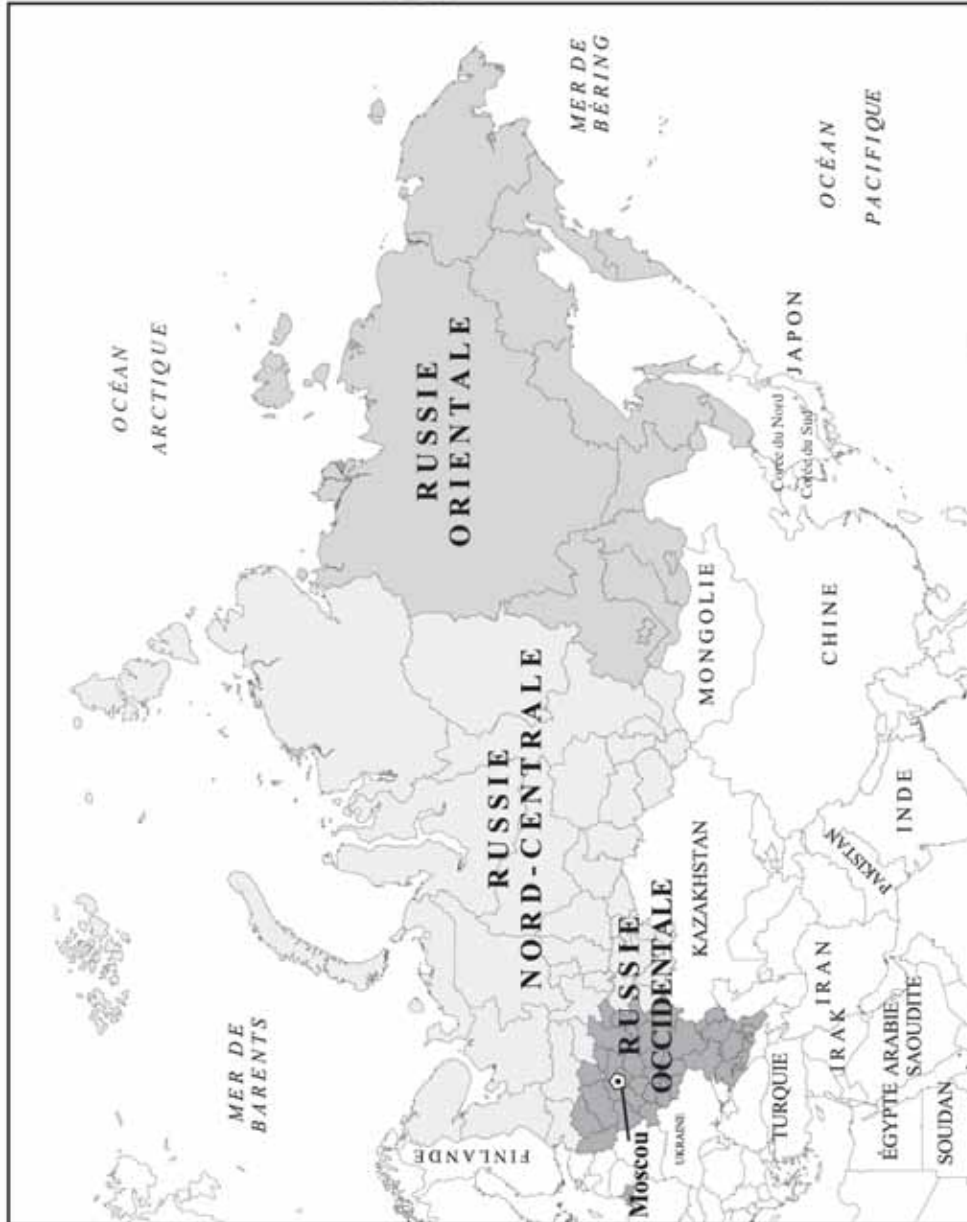 OCÉAN
ARCTIQUE
MER DE
BÉRING
OCÉAN
PACIFIQUE
MER DE
BARENTS
RUSSIE
ORIENTALE
RUSSIE
NORD-CENTRALE
RUSSIE
OCCIDENTALE
Moscou
FINLANDE
UKRAINE
KAZAKHSTAN
MONGOLIE
CHINE
JAPON
Corée du Nord
Corée du Sud
TURQUIE
IRAK
IRAN
PAKISTAN
INDE
ÉGYPTE
ARABIE
SAOUDITE
SOUDAN